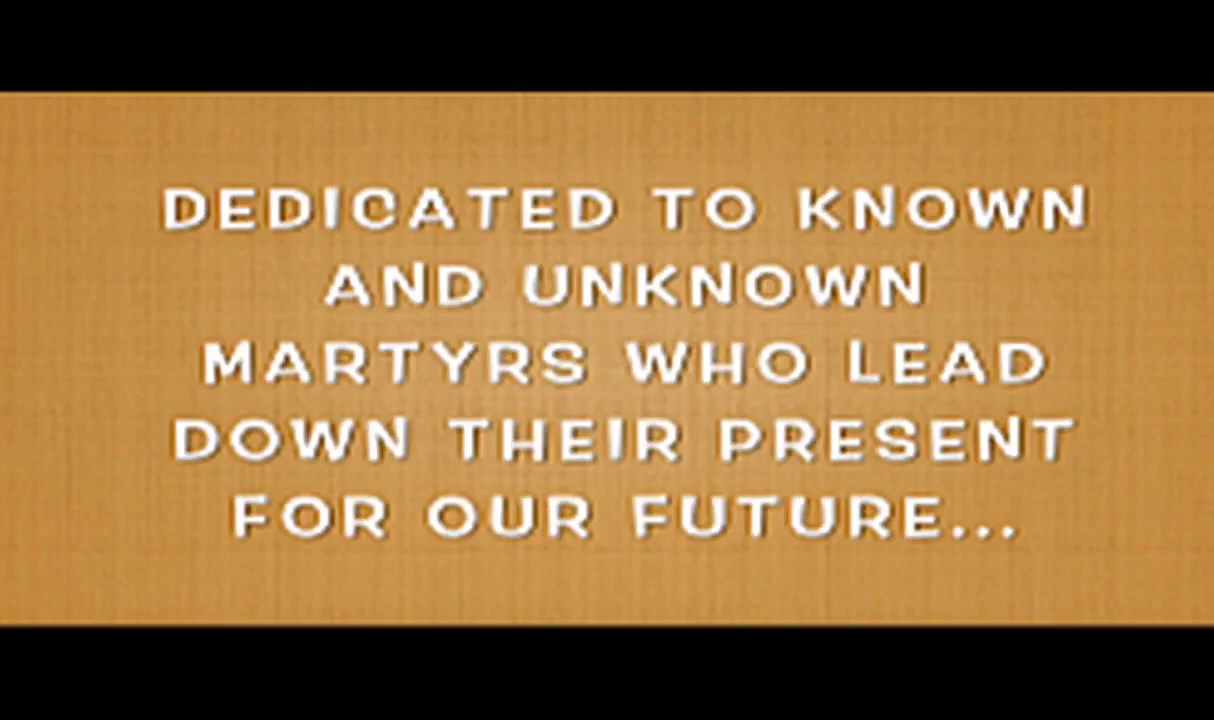 DEDICATED TO KNOWN
AND UNKNOWN
MARTYRS WHO LEAD
DOWN THEIR PRESENT
FOR OUR FUTURE...